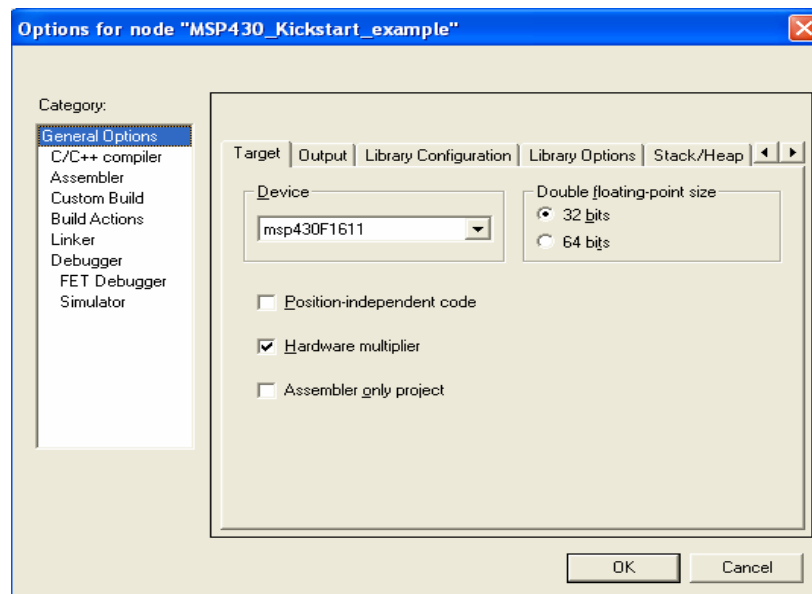 Options for node "MSP430_Kickstart_example"
Category:
General Options
C/C++ compiler
Assembler
Custom Build
Build Actions
Linker
Debugger
FET Debugger
Simulator
Target Output Library Configuration Library Options Stack/Heap
Device
msp430F1611
Double floating-point size
32 bits
64 bits
Position-independent code
Hardware multiplier
Assembler only project
OK Cancel